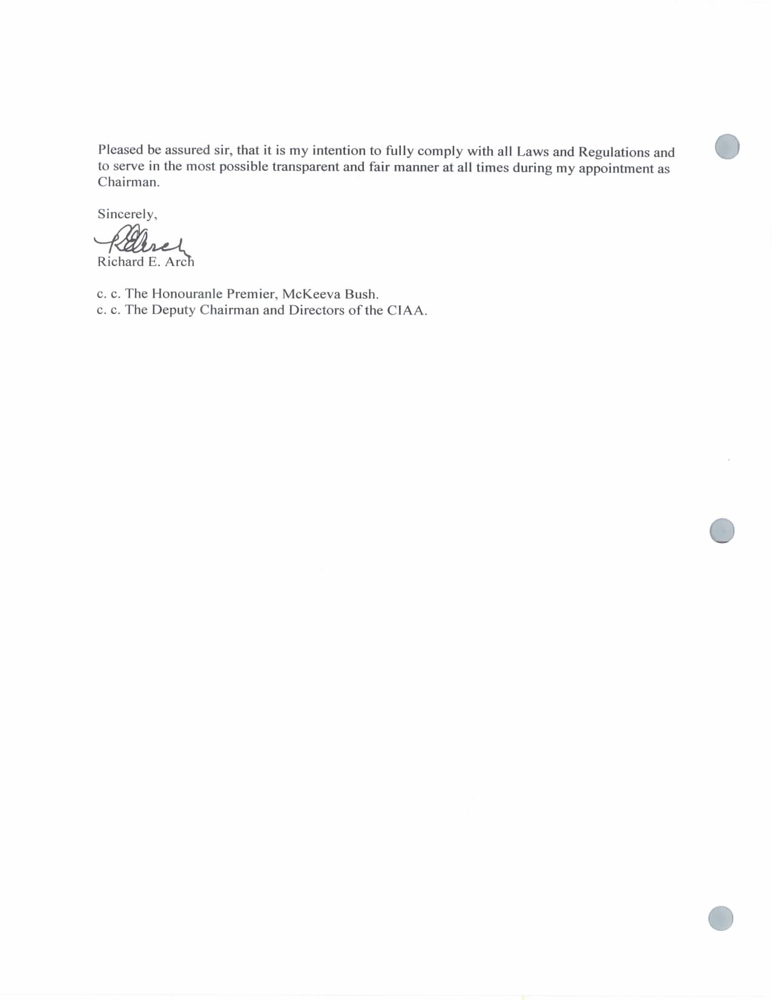 Pleased be assured sir, that it is my intention to fully comply with all Laws and Regulations and
to serve in the most possible transparent and fair manner at all times during my appointment as
Chairman.
Sincerely,
REArch
Richard E. Arch
c. c. The Honouranle Premier, McKeeva Bush.
c. c. The Deputy Chairman and Directors of the CIAA.